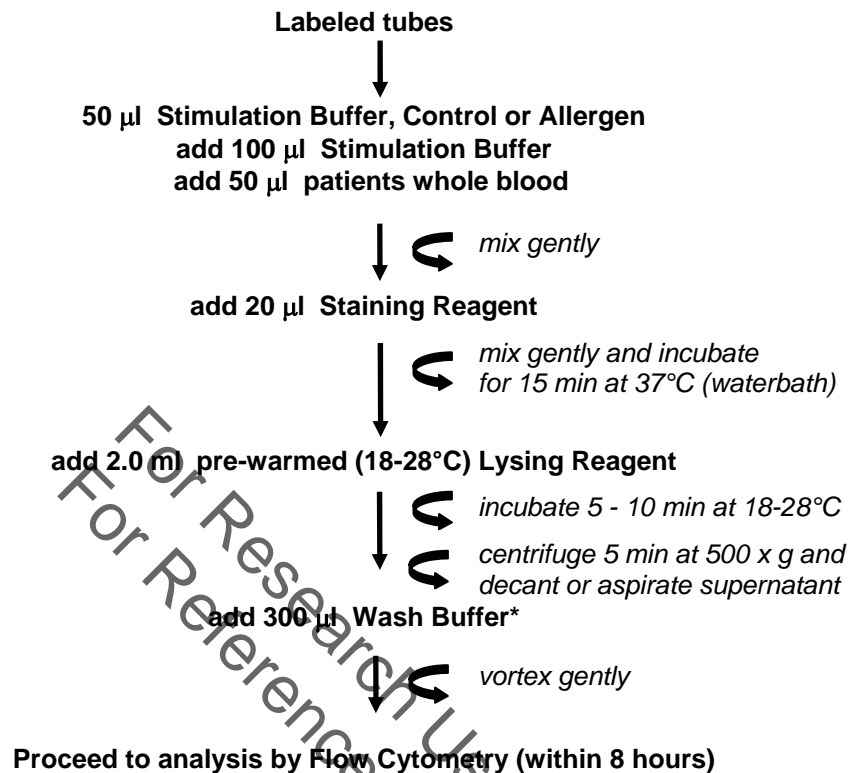 Labeled tubes
50 µl Stimulation Buffer, Control or Allergen
add 100 µl Stimulation Buffer
add 50 µl patients whole blood
mix gently
add 20 µl Staining Reagent
mix gently and incubate
for 15 min at 37°C (waterbath)
add 2.0 ml pre-warmed (18-28°C) Lysing Reagent
incubate 5 - 10 min at 18-28°C
centrifuge 5 min at 500 x g and
decant or aspirate supernatant
add 300 µl Wash Buffer*
vortex gently
Proceed to analysis by Flow Cytometry (within 8 hours)
For Research
For Reference